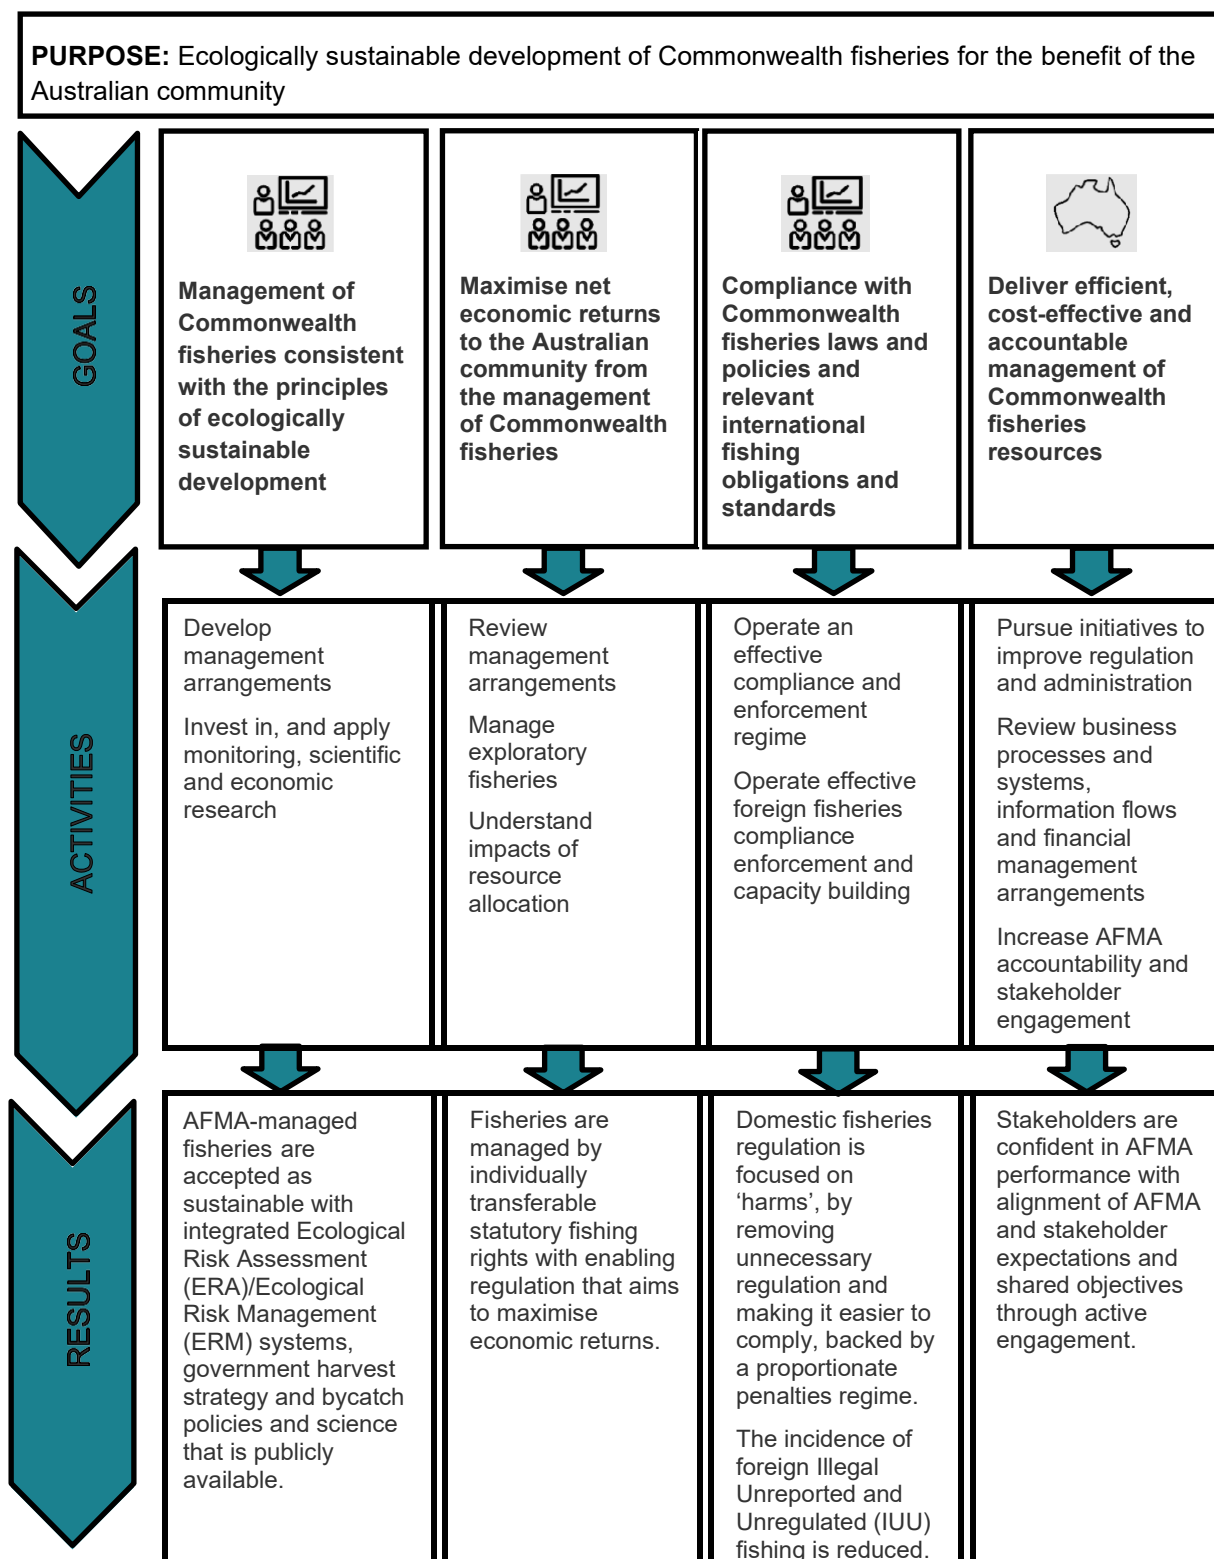 PURPOSE: Ecologically sustainable development of Commonwealth fisheries for the benefit of the
Australian community
GOALS
Management of
Commonwealth
fisheries consistent
with the principles
of ecologically
sustainable
development
Maximise net
economic returns
to the Australian
community from
the management
of Commonwealth
fisheries
Compliance with
Commonwealth
fisheries laws and
policies and
relevant
international
fishing
obligations and
standards
Deliver efficient,
cost-effective and
accountable
management of
Commonwealth
fisheries
resources
ACTIVITIES
Develop
management
arrangements
Invest in, and apply
monitoring, scientific
and economic
research
Review
management
arrangements
Manage
exploratory
fisheries
Understand
impacts of
resource
allocation
Operate an
effective
compliance and
enforcement
regime
Operate effective
foreign fisheries
compliance
enforcement and
capacity building
Pursue initiatives to
improve regulation
and administration
Review business
processes and
systems,
information flows
and financial
management
arrangements
Increase AFMA
accountability and
stakeholder
engagement
RESULTS
AFMA-managed
fisheries are
accepted as
sustainable with
integrated Ecological
Risk Assessment
(ERA)/Ecological
Risk Management
(ERM) systems,
government harvest
strategy and bycatch
policies and science
that is publicly
available.
Fisheries are
managed by
individually
transferable
statutory fishing
rights with enabling
regulation that aims
to maximise
economic returns.
Domestic fisheries
regulation is
focused on
‘harms’, by
removing
unnecessary
regulation and
making it easier to
comply, backed by
a proportionate
penalties regime.
The incidence of
foreign Illegal
Unreported and
Unregulated (IUU)
fishing is reduced.
Stakeholders are
confident in AFMA
performance with
alignment of AFMA
and stakeholder
expectations and
shared objectives
through active
engagement.